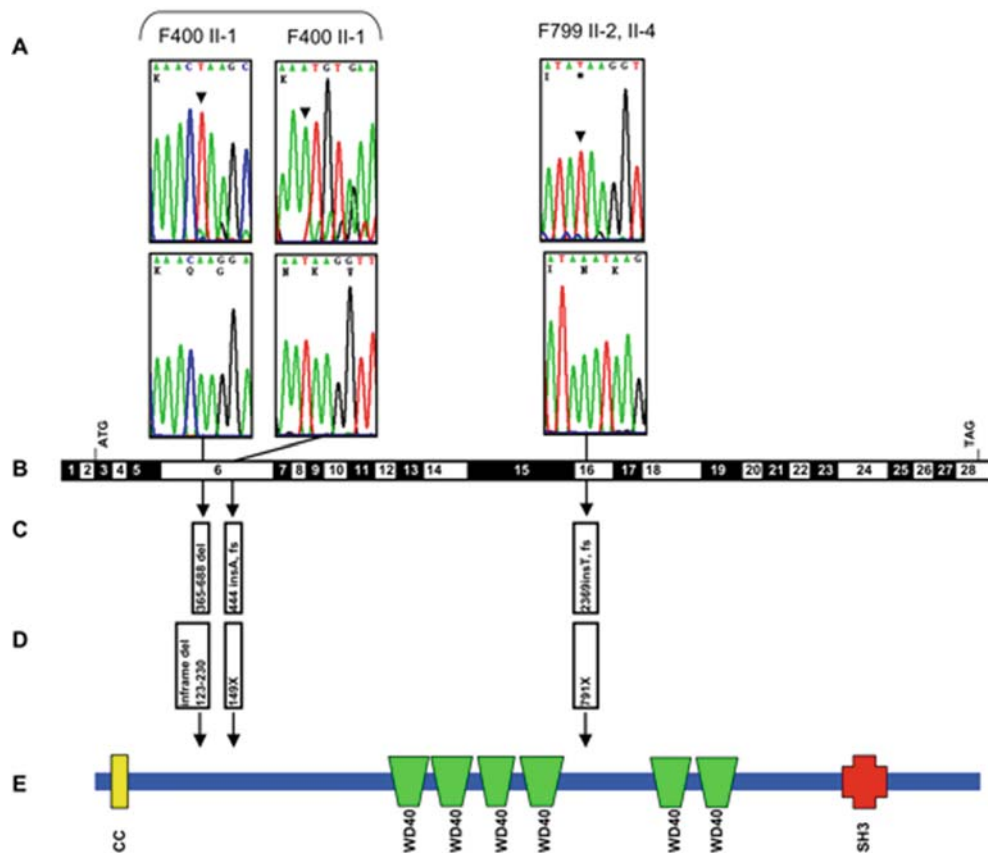 A
F400 II-1
F400 II-1
F799 II-2, II-4
A A A C T A A G C
K
A A A T G T G A A
K
A T A T A A G G T
I
A A A C A A G G A
K Q G
A A A T A A G G T T
N K V
A T A A A T A A G
I N K
ATG
TAG
B
1 2 3 4 5 6 7 8 9 10 11 12 13 14 15 16 17 18 19 20 21 22 23 24 25 26 27 28
C
365-688 del
444 insA, fs
2369insT, fs
D
inframe del
123-230
149X
791X
E
CC
WD40
WD40
WD40
WD40
WD40
WD40
SH3